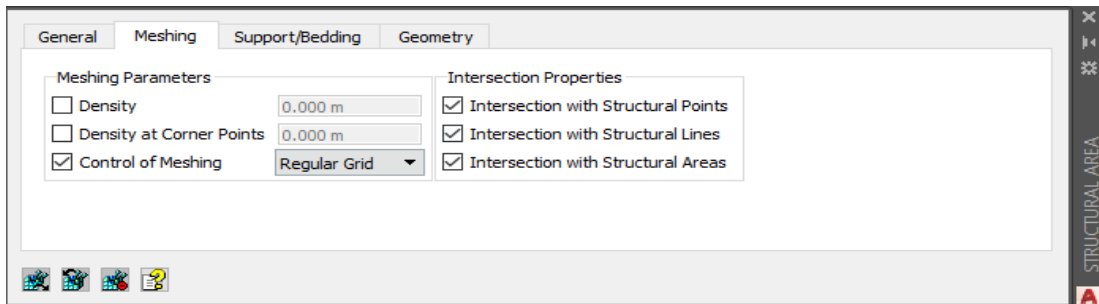 General Meshing Support/Bedding Geometry
Meshing Parameters
Density 0.000 m
Density at Corner Points 0.000 m
Control of Meshing Regular Grid
Intersection Properties
Intersection with Structural Points
Intersection with Structural Lines
Intersection with Structural Areas
STRUCTURAL AREA
A